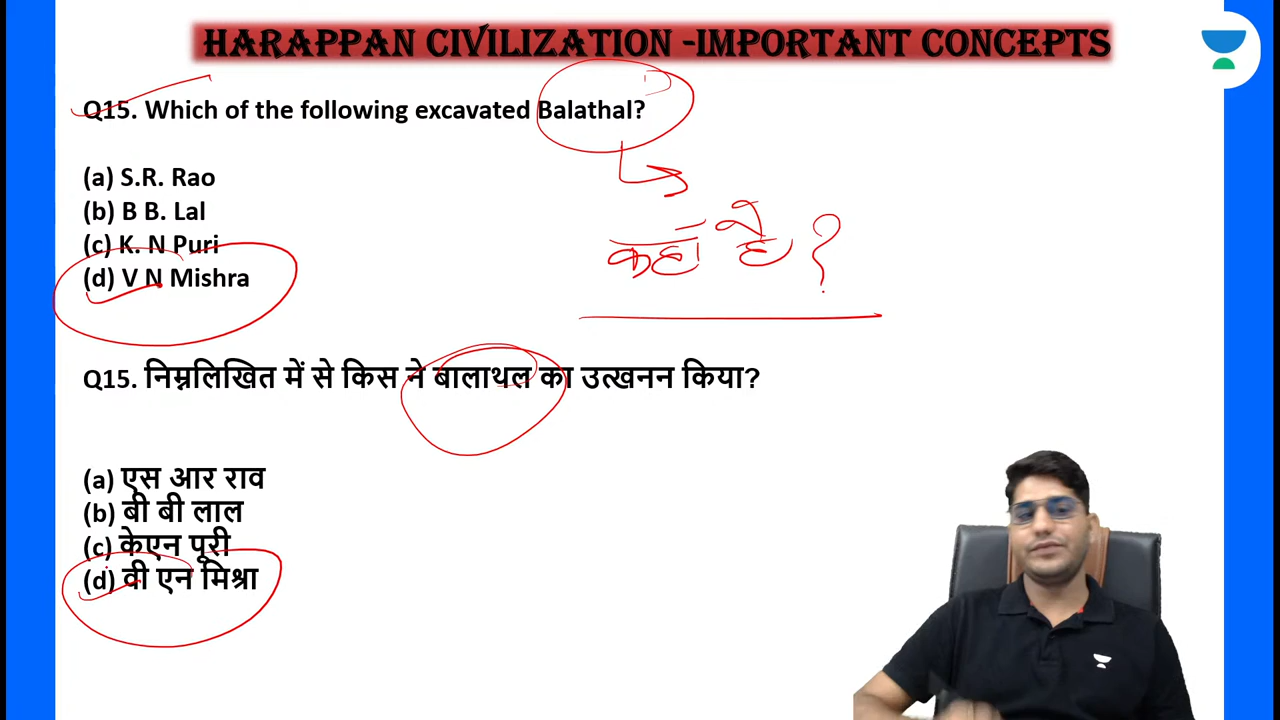 HARAPPAN CIVILIZATION -IMPORTANT CONCEPTS
Q15. Which of the following excavated Balathal?
(a) S.R. Rao
(b) B B. Lal
(c) K. N Puri
(d) V N Mishra
कहाँ पे है ?
Q15. निम्नलिखित में से किस ने बालाथल का उत्खनन किया?
(a) एस आर राव
(b) बी बी लाल
(c) केएन पूरी
(d) वी एन मिश्रा